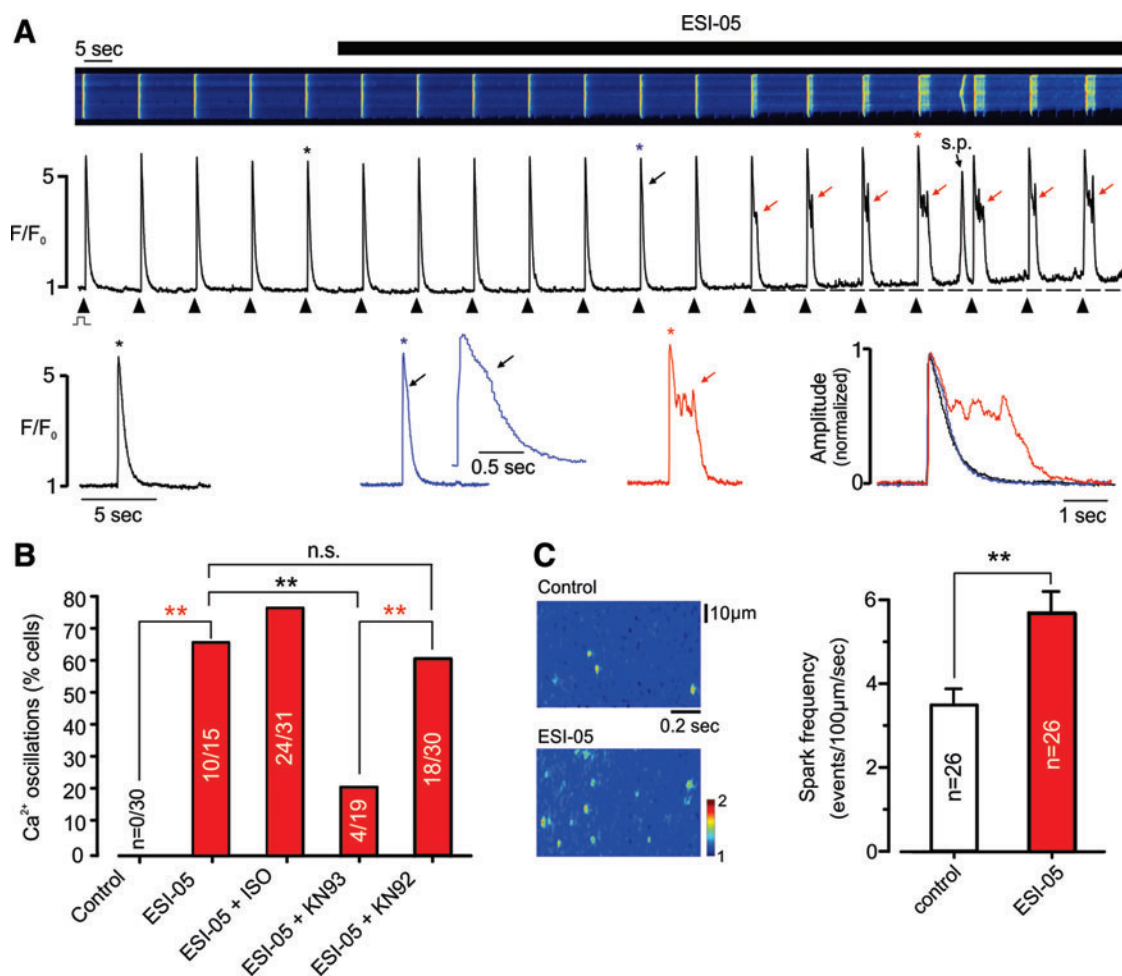 A
ESI-05
5 sec
*
*
*
s.p.
5
F/F₀
1
*
*
*
5
F/F₀
1
5 sec
0.5 sec
1
Amplitude
(normalized)
0
1 sec
B
n.s.
**
**
**
Ca²⁺ oscillations (% cells)
80
70
60
50
40
30
20
10
0
n=0/30
10/15
24/31
4/19
18/30
Control
ESI-05
ESI-05 + ISO
ESI-05 + KN93
ESI-05 + KN92
C
Control
10µm
0.2 sec
ESI-05
2
1
**
Spark frequency
(events/100µm/sec)
6
4
2
0
n=26
n=26
control
ESI-05